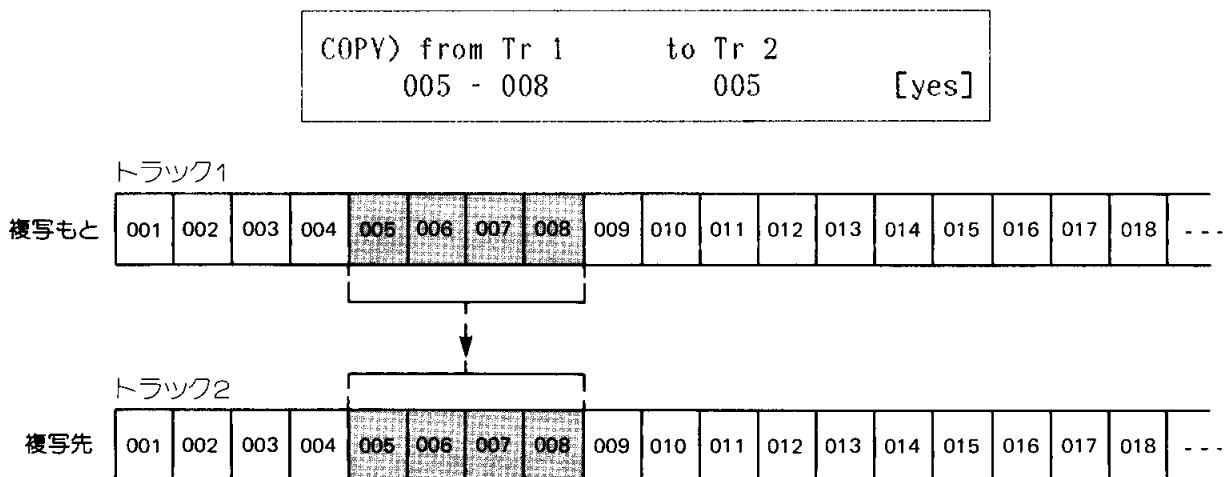 COPY) from Tr 1 to Tr 2
005 - 008 005 [yes]
トラック1
複写もと 001 002 003 004 005 006 007 008 009 010 011 012 013 014 015 016 017 018 ---
トラック2
複写先 001 002 003 004 005 006 007 008 009 010 011 012 013 014 015 016 017 018 ---